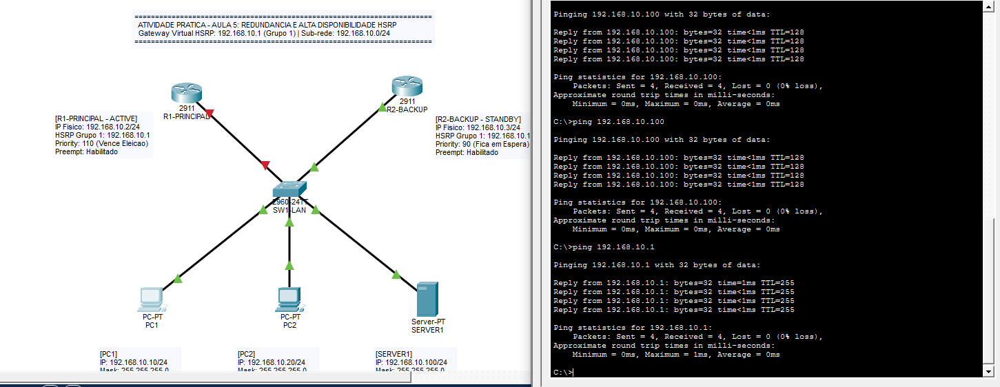 ================================================================
ATIVIDADE PRATICA - AULA 5: REDUNDANCIA E ALTA DISPONIBILIDADE HSRP
Gateway Virtual HSRP: 192.168.10.1 (Grupo 1) | Sub-rede: 192.168.10.0/24
================================================================
2911
R1-PRINCIPAL
2911
R2-BACKUP
[R1-PRINCIPAL - ACTIVE]
IP Fisico: 192.168.10.2/24
HSRP Grupo 1: 192.168.10.1
Priority: 110 (Vence Eleicao)
Preempt: Habilitado
[R2-BACKUP - STANDBY]
IP Fisico: 192.168.10.3/24
HSRP Grupo 1: 192.168.10.1
Priority: 90 (Fica em Espera)
Preempt: Habilitado
2960-24TT
SW1-LAN
PC-PT
PC1
PC-PT
PC2
Server-PT
SERVER1
[PC1]
IP: 192.168.10.10/24
Mask: 255.255.255.0
[PC2]
IP: 192.168.10.20/24
Mask: 255.255.255.0
[SERVER1]
IP: 192.168.10.100/24
Mask: 255.255.255.0
Pinging 192.168.10.100 with 32 bytes of data:
Reply from 192.168.10.100: bytes=32 time<1ms TTL=128
Reply from 192.168.10.100: bytes=32 time<1ms TTL=128
Reply from 192.168.10.100: bytes=32 time<1ms TTL=128
Reply from 192.168.10.100: bytes=32 time<1ms TTL=128
Ping statistics for 192.168.10.100:
Packets: Sent = 4, Received = 4, Lost = 0 (0% loss),
Approximate round trip times in milli-seconds:
Minimum = 0ms, Maximum = 0ms, Average = 0ms
C:\>ping 192.168.10.100
Pinging 192.168.10.100 with 32 bytes of data:
Reply from 192.168.10.100: bytes=32 time<1ms TTL=128
Reply from 192.168.10.100: bytes=32 time<1ms TTL=128
Reply from 192.168.10.100: bytes=32 time<1ms TTL=128
Reply from 192.168.10.100: bytes=32 time<1ms TTL=128
Ping statistics for 192.168.10.100:
Packets: Sent = 4, Received = 4, Lost = 0 (0% loss),
Approximate round trip times in milli-seconds:
Minimum = 0ms, Maximum = 0ms, Average = 0ms
C:\>ping 192.168.10.1
Pinging 192.168.10.1 with 32 bytes of data:
Reply from 192.168.10.1: bytes=32 time=1ms TTL=255
Reply from 192.168.10.1: bytes=32 time<1ms TTL=255
Reply from 192.168.10.1: bytes=32 time<1ms TTL=255
Reply from 192.168.10.1: bytes=32 time<1ms TTL=255
Ping statistics for 192.168.10.1:
Packets: Sent = 4, Received = 4, Lost = 0 (0% loss),
Approximate round trip times in milli-seconds:
Minimum = 0ms, Maximum = 1ms, Average = 0ms
C:\>